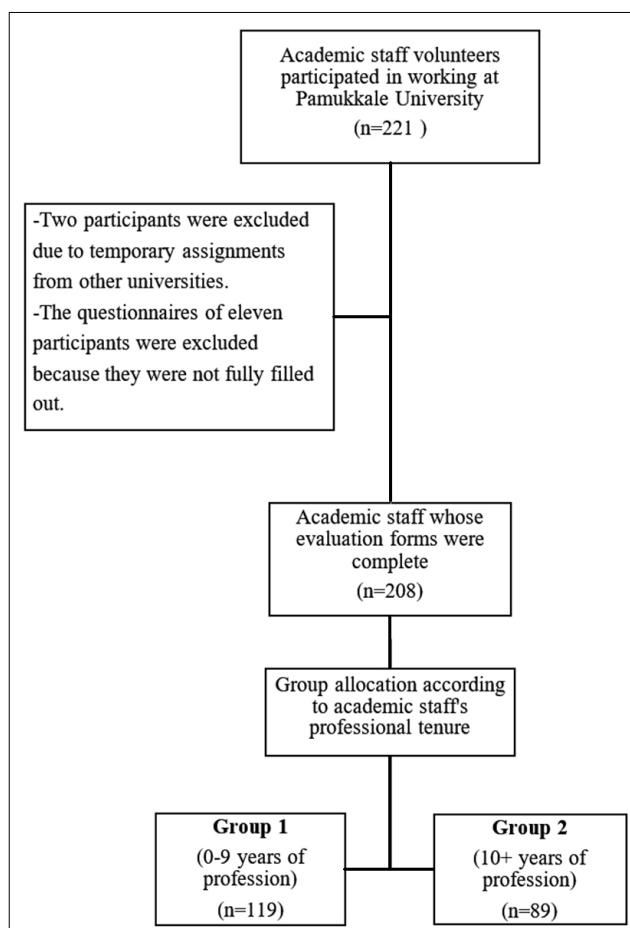 Academic staff volunteers
participated in working at
Pamukkale University
(n=221 )
-Two participants were excluded
due to temporary assignments
from other universities.
-The questionnaires of eleven
participants were excluded
because they were not fully filled
out.
Academic staff whose
evaluation forms were
complete
(n=208)
Group allocation according
to academic staff's
professional tenure
Group 1
(0-9 years of
profession)
(n=119)
Group 2
(10+ years of
profession)
(n=89)